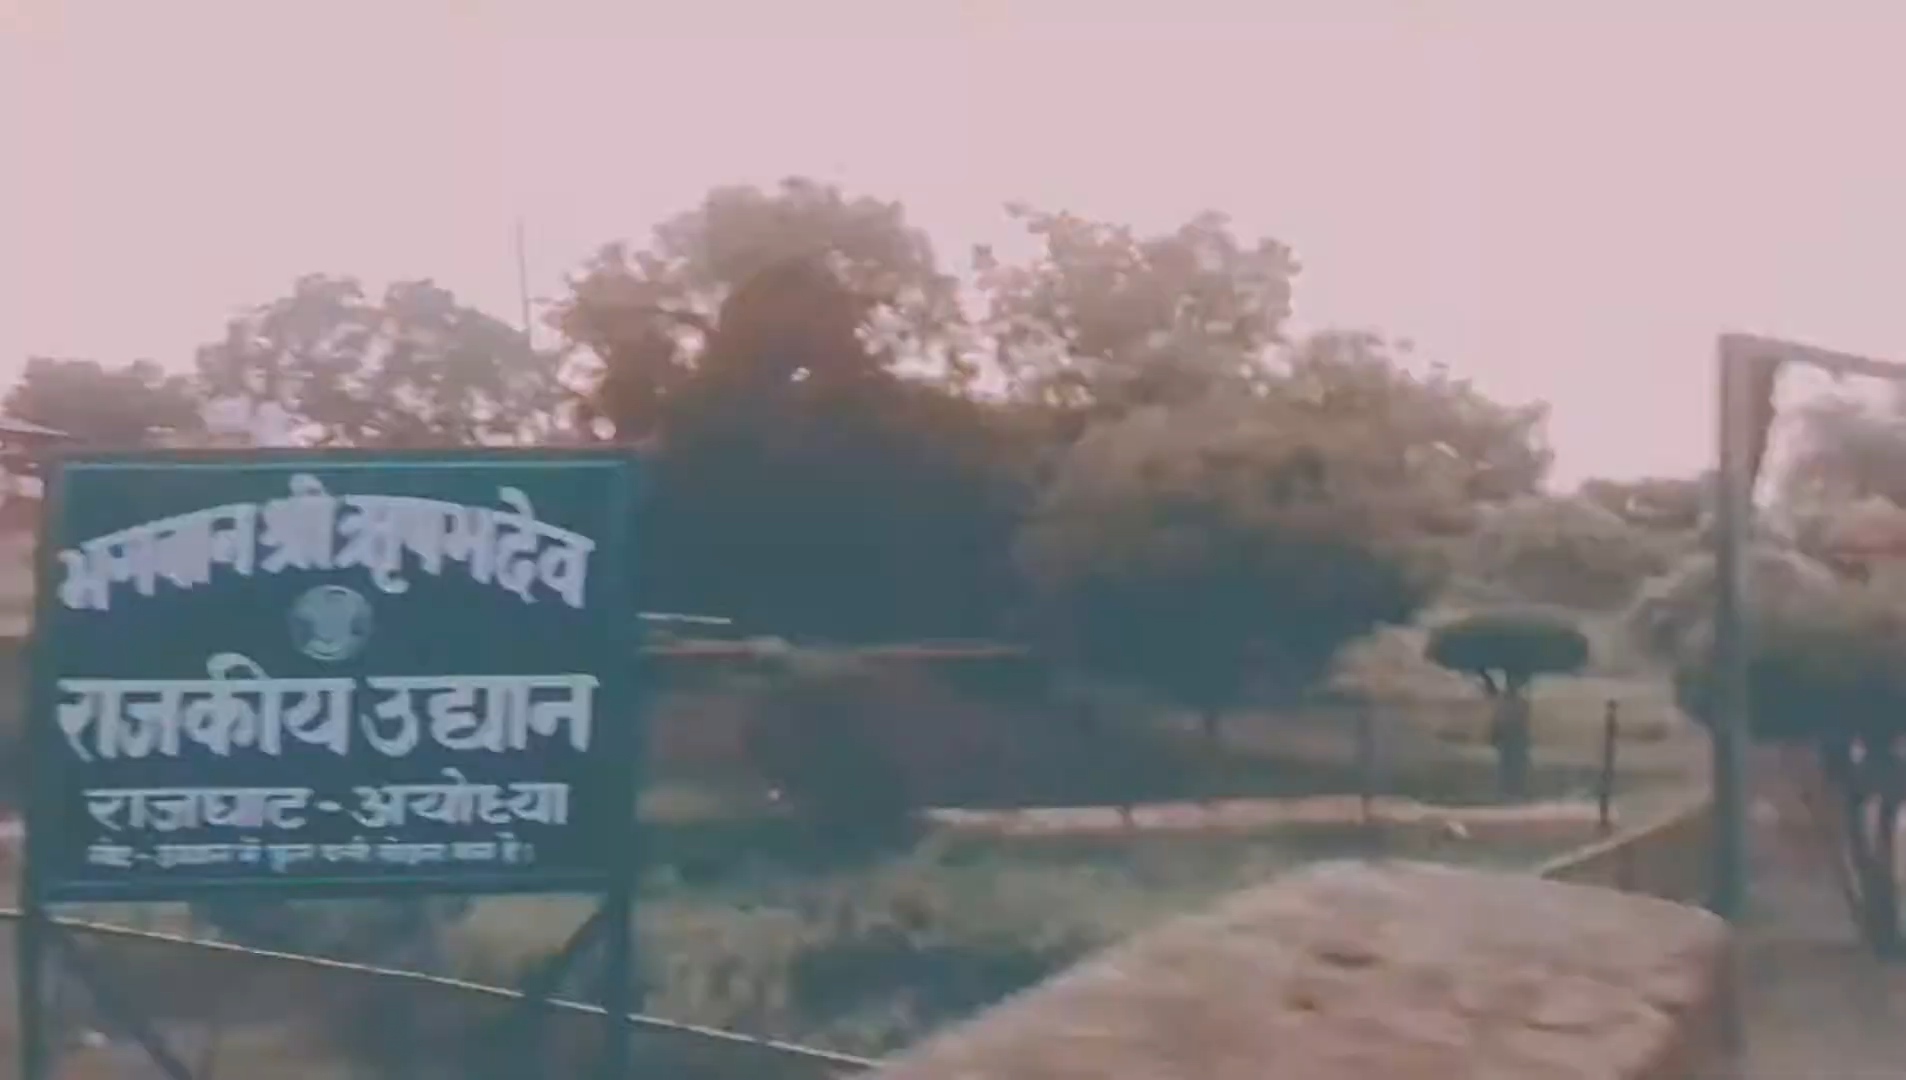 भगवान श्री ऋषभदेव
राजकीय उद्यान
राजघाट - अयोध्या